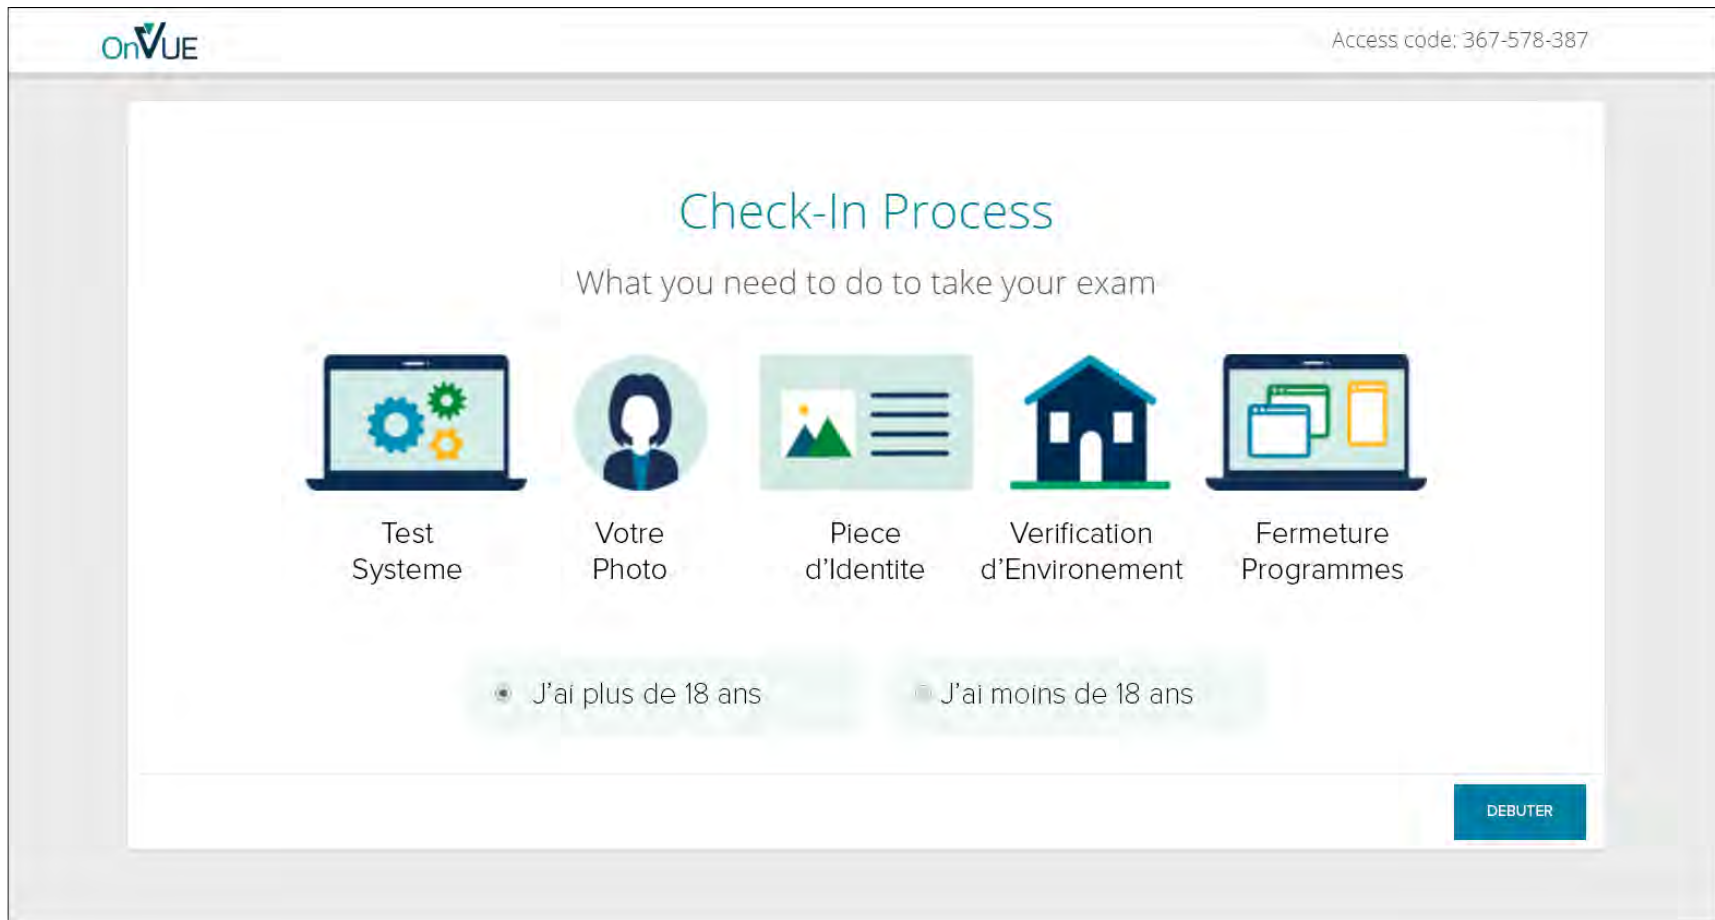 OnVUE
Access code: 367-578-387
Check-In Process
What you need to do to take your exam
Test
Systeme
Votre
Photo
Piece
d'Identite
Verification
d'Environement
Fermeture
Programmes
J'ai plus de 18 ans
J'ai moins de 18 ans
DEBUTER